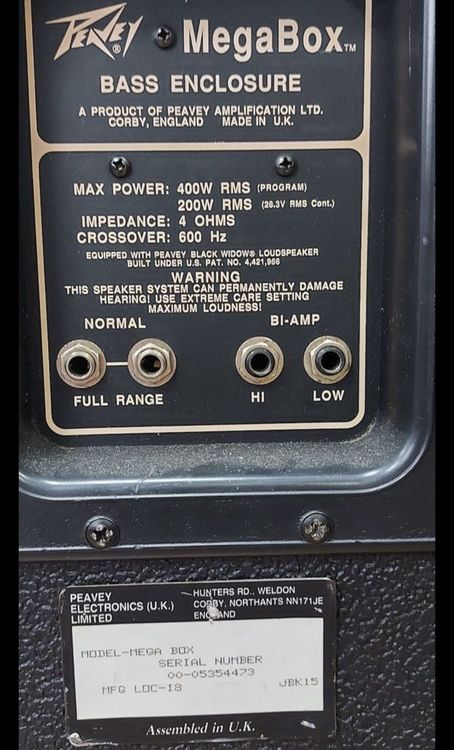 PEAVEY® MegaBox™
BASS ENCLOSURE
A PRODUCT OF PEAVEY AMPLIFICATION LTD.
CORBY, ENGLAND MADE IN U.K.
MAX POWER: 400W RMS (PROGRAM)
200W RMS (28.3V RMS Cont.)
IMPEDANCE: 4 OHMS
CROSSOVER: 600 Hz
EQUIPPED WITH PEAVEY BLACK WIDOW® LOUDSPEAKER
BUILT UNDER U.S. PAT. NO. 4,421,956
WARNING
THIS SPEAKER SYSTEM CAN PERMANENTLY DAMAGE
HEARING! USE EXTREME CARE SETTING
MAXIMUM LOUDNESS!
NORMAL BI-AMP
FULL RANGE HI LOW
PEAVEY HUNTERS RD., WELDON
ELECTRONICS (U.K.) CORBY, NORTHANTS NN171JE
LIMITED ENGLAND
MODEL-MEGA BOX
SERIAL NUMBER
00-05354473
MFG LOC-18 JBK15
Assembled in U.K.